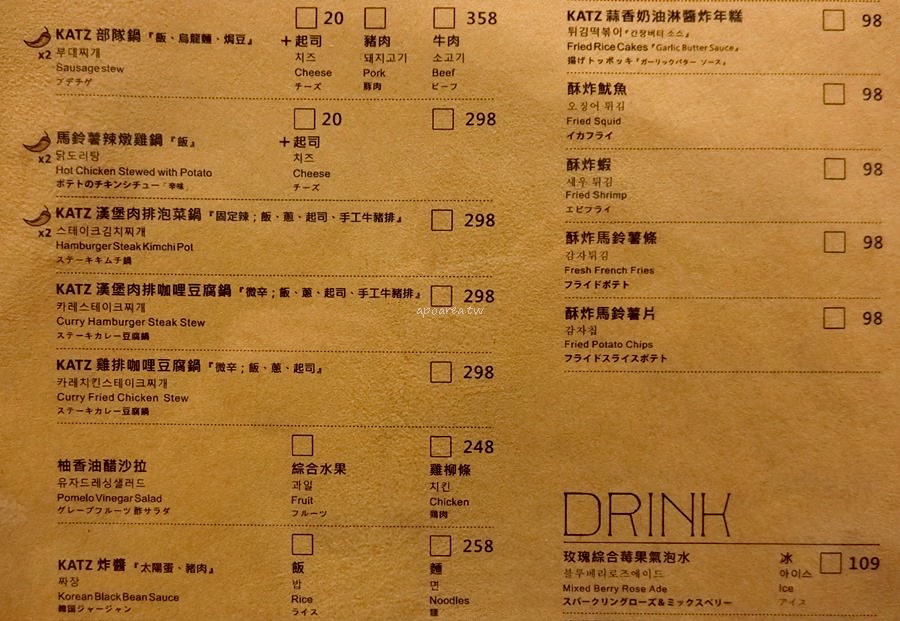 20 358
KATZ 部隊鍋『飯、烏龍麵、焗豆』 +起司 豬肉 牛肉
x2 부대찌개 치즈 돼지고기 소고기
Sausage stew Cheese Pork Beef
プデチゲ チーズ 豚肉 ビーフ
20 298
馬鈴薯辣燉雞鍋『飯』 +起司
x2 닭도리탕 치즈
Hot Chicken Stewed with Potato Cheese
ポテトのチキンシチュー「辛味」 チーズ
KATZ 漢堡肉排泡菜鍋『固定辣；飯、蔥、起司、手工牛豬排』 298
x2 스테이크김치찌개
Hamburger Steak Kimchi Pot
ステーキキムチ鍋
KATZ 漢堡肉排咖哩豆腐鍋『微辛；飯、蔥、起司、手工牛豬排』 298
카레스테이크찌개
Curry Hamburger Steak Stew
ステーキカレー豆腐鍋
KATZ 雞排咖哩豆腐鍋『微辛；飯、蔥、起司』 298
카레치킨스테이크찌개
Curry Fried Chicken Stew
ステーキカレー豆腐鍋
248
柚香油醋沙拉 綜合水果 雞柳條
유자드레싱샐러드 과일 치킨
Pomelo Vinegar Salad Fruit Chicken
グレープフルーツ酢サラダ フルーツ 鶏肉
258
KATZ 炸醬『太陽蛋、豬肉』 飯 麵
짜장 밥 면
Korean Black Bean Sauce Rice Noodles
韓国ジャージャン ライス 麺
KATZ 蒜香奶油淋醬炸年糕 98
튀김떡볶이『간장버터 소스』
Fried Rice Cakes『Garlic Butter Sauce』
揚げトッポッキ『ガーリックバター ソース』
酥炸魷魚 98
오징어 튀김
Fried Squid
イカフライ
酥炸蝦 98
새우 튀김
Fried Shrimp
エビフライ
酥炸馬鈴薯條 98
감자튀김
Fresh French Fries
フライドポテト
酥炸馬鈴薯片 98
감자칩
Fried Potato Chips
フライドスライスポテト
DRINK
玫瑰綜合莓果氣泡水 冰 109
블루베리로즈에이드 아이스
Mixed Berry Rose Ade Ice
スパークリングローズ＆ミックスベリー アイス
apoarea tw